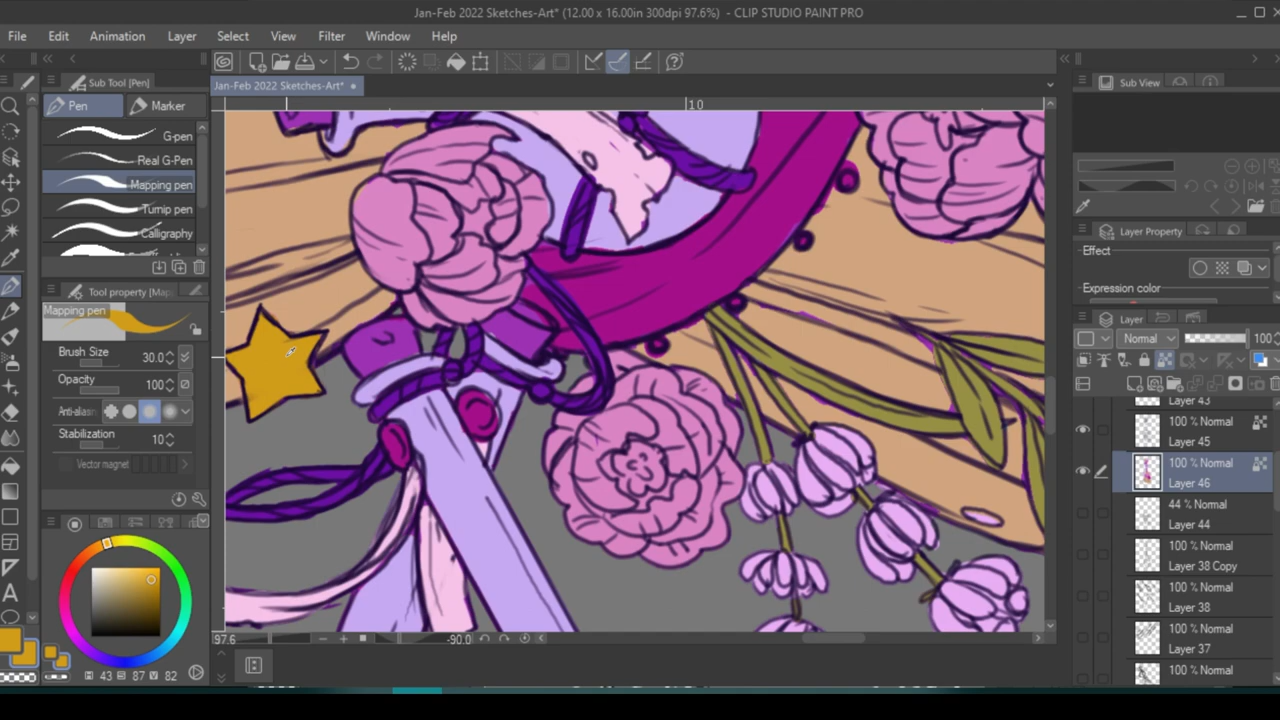 Jan-Feb 2022 Sketches-Art* (12.00 x 16.00in 300dpi 97.6%) - CLIP STUDIO PAINT PRO
File Edit Animation Layer Select View Filter Window Help
Sub Tool [Pen]
Jan-Feb 2022 Sketches-Art*
Sub View
Pen Marker
10
G-pen
Real G-Pen
Mapping pen
Turnip pen
Calligraphy
Layer Property
Effect
Expression color
Tool property [Map
Mapping pen
Layer
Normal 100
Brush Size 30.0
Opacity 100
Anti-aliasin
Stabilization 10
Vector magnet
Layer 43
100 % Normal
Layer 45
100 % Normal
Layer 46
44 % Normal
Layer 44
100 % Normal
Layer 38 Copy
100 % Normal
Layer 38
100 % Normal
Layer 37
100 % Normal
97.6 -90.0
H 43 S 87 V 82